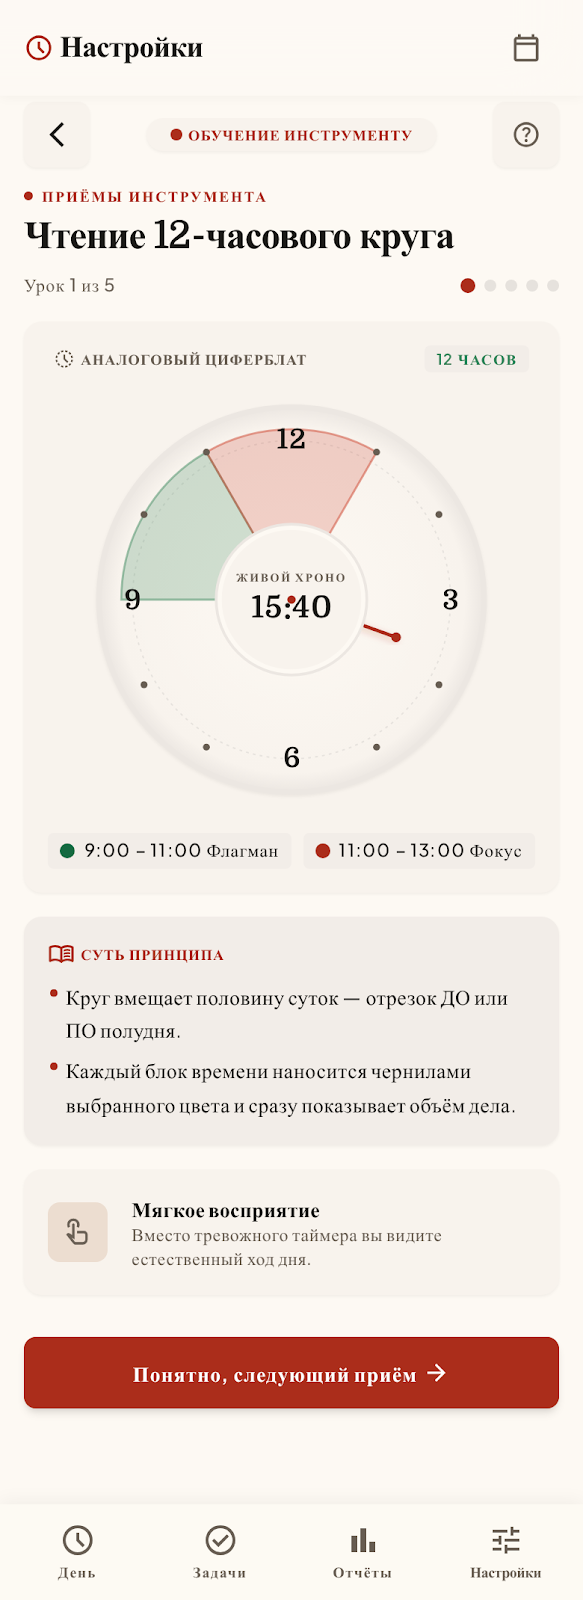 Настройки
ОБУЧЕНИЕ ИНСТРУМЕНТУ
ПРИЁМЫ ИНСТРУМЕНТА
Чтение 12-часового круга
Урок 1 из 5
АНАЛОГОВЫЙ ЦИФЕРБЛАТ
12 ЧАСОВ
12
ЖИВОЙ ХРОНО
9
15:40
3
6
9:00 – 11:00 Флагман
11:00 – 13:00 Фокус
СУТЬ ПРИНЦИПА
• Круг вмещает половину суток — отрезок ДО или
ПО полудня.
• Каждый блок времени наносится чернилами
выбранного цвета и сразу показывает объём дела.
Мягкое восприятие
Вместо тревожного таймера вы видите
естественный ход дня.
Понятно, следующий приём →
День
Задачи
Отчёты
Настройки